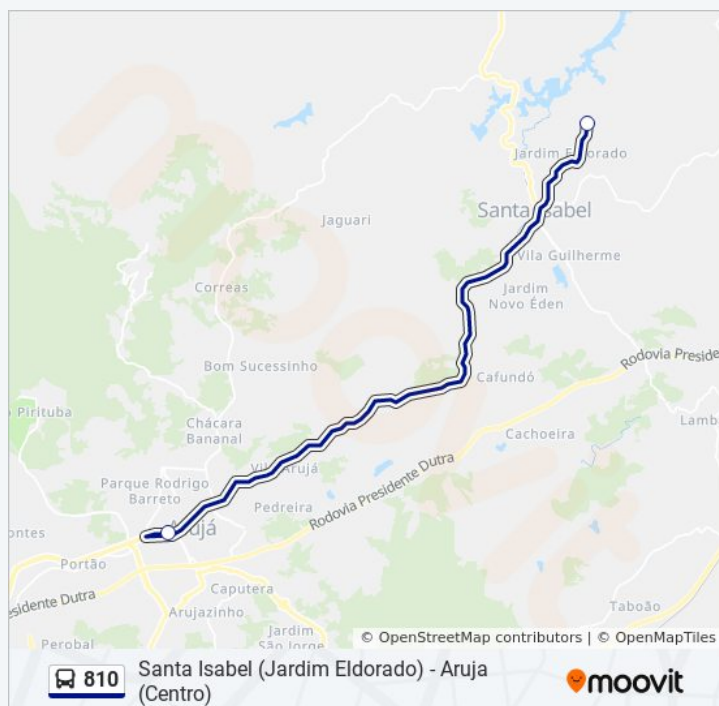 Jardim Eldorado
Santa Isabel
Jaguari
Vila Guilherme
Correas
Jardim
Novo Éden
Rodovia Preside
Bom Sucessinho
Cafundó
o Pirituba
Chácara
Bananal
Lamba
Cachoeira
Vila Arujá
Parque Rodrigo
Barreto
Rodovia Presidente Dutra
Pedreira
Arujá
ontes
Portão
esidente Dutra
Caputera
Arujazinho
Taboão
Jardim
São Jorge
Perobal
© OpenStreetMap contributors | © OpenMapTiles
810
Santa Isabel (Jardim Eldorado) - Aruja
(Centro)
moovit